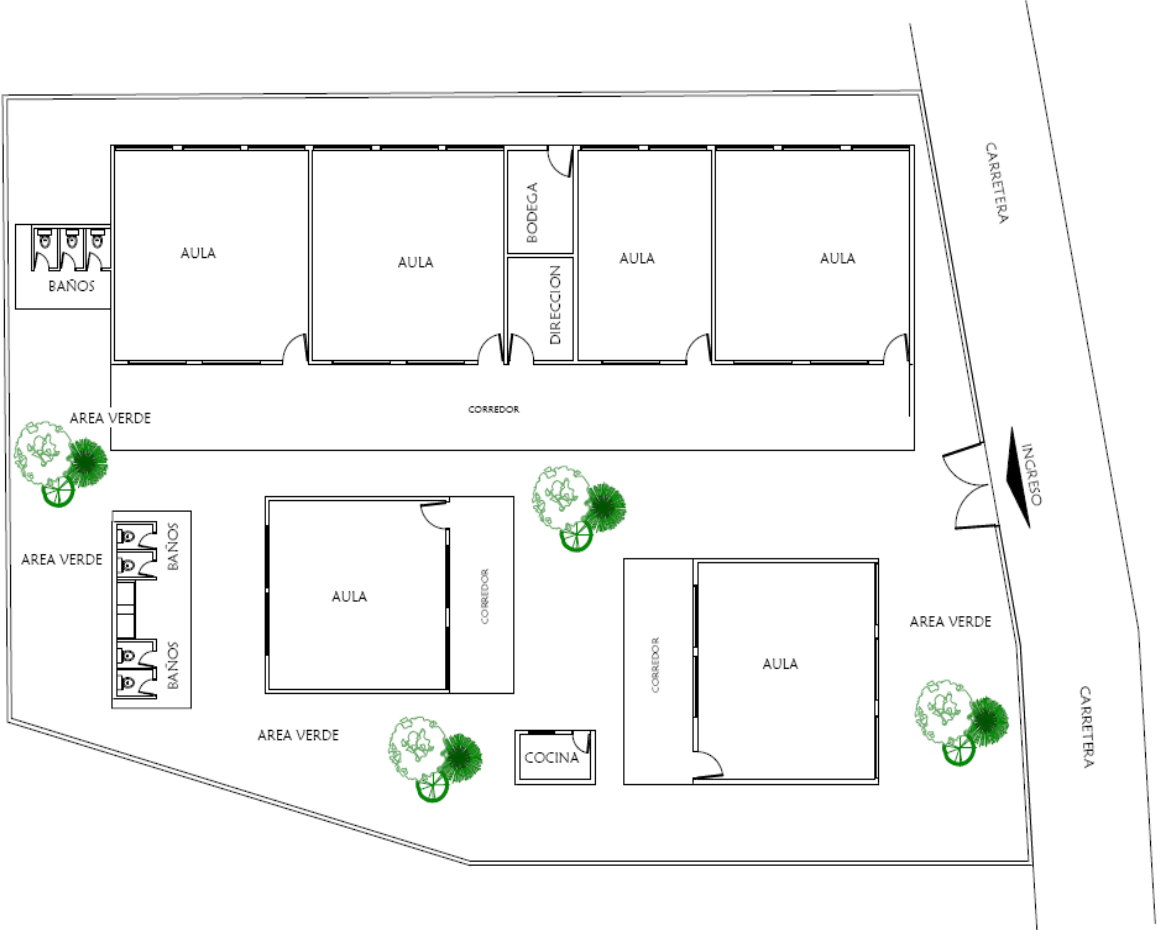 CARRETERA
BODEGA
AULA
AULA
AULA
AULA
BAÑOS
DIRECCION
CORREDOR
AREA VERDE
INGRESO
BAÑOS
AREA VERDE
AULA
CORREDOR
AREA VERDE
BAÑOS
CORREDOR
AULA
CARRETERA
AREA VERDE
COCINA